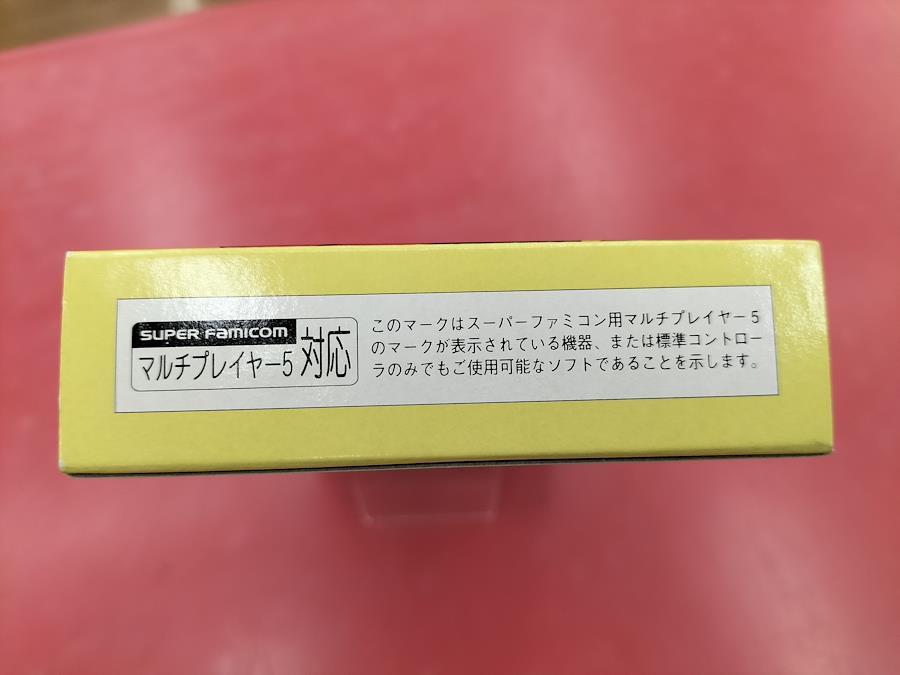 SUPER FAMICOM
マルチプレイヤー5 対応
このマークはスーパーファミコン用マルチプレイヤー5
のマークが表示されている機器、または標準コントロー
ラのみでもご使用可能なソフトであることを示します。